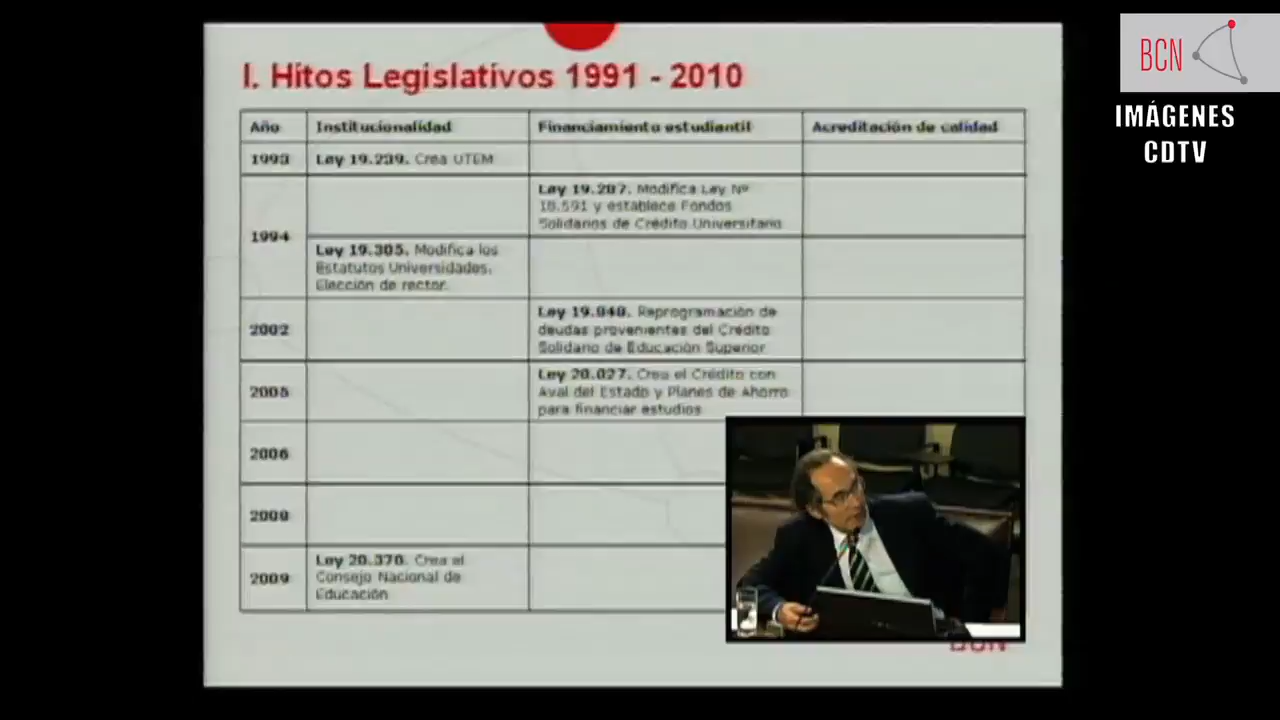 I. Hitos Legislativos 1991 - 2010
Año Institucionalidad Financiamiento estudiantil Acreditación de calidad
1993 Ley 19.239. Crea UTEM
1994
Ley 19.287. Modifica Ley Nº
18.591 y establece Fondos
Solidarios de Crédito Universitario
Ley 19.305. Modifica los
Estatutos Universidades.
Elección de rector.
2002
Ley 19.848. Reprogramación de
deudas provenientes del Crédito
Solidario de Educación Superior
2005
Ley 20.027. Crea el Crédito con
Aval del Estado y Planes de Ahorro
para financiar estudios
2006
2008
2009
Ley 20.370. Crea el
Consejo Nacional de
Educación
BCN
BCN
IMÁGENES
CDTV